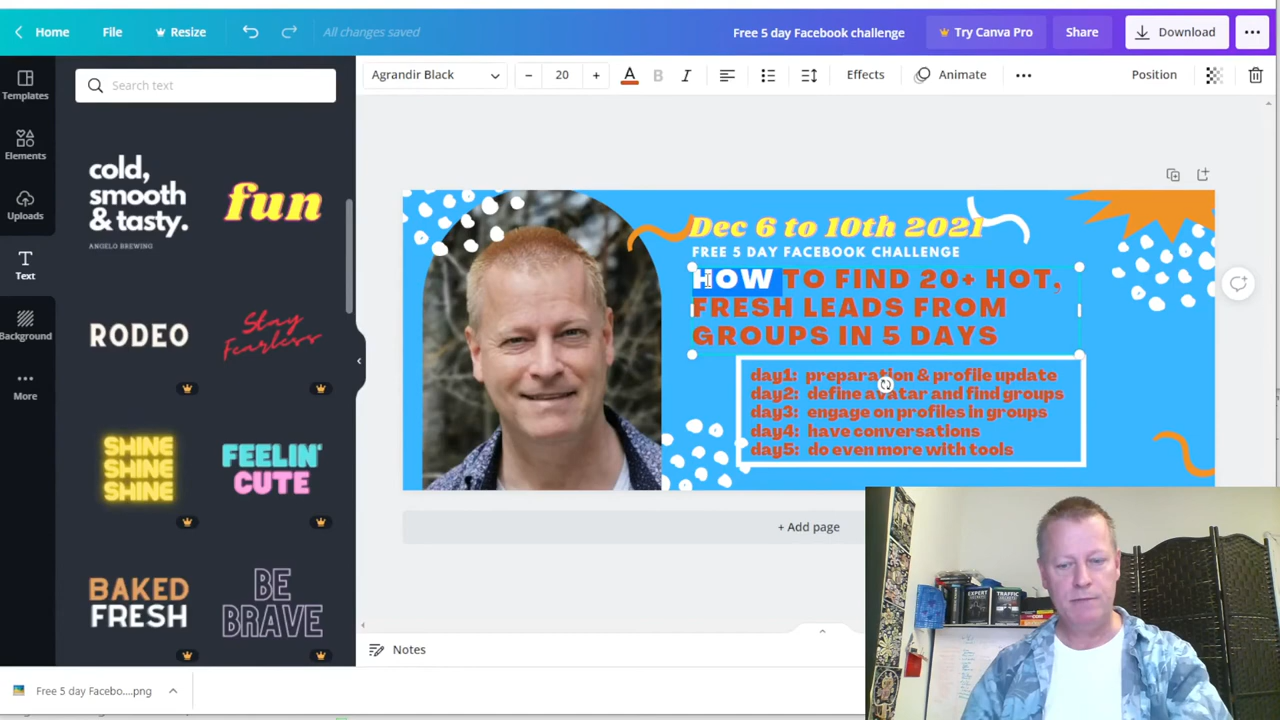 Home
File
Resize
All changes saved
Free 5 day Facebook challenge
Try Canva Pro
Share
Download
Templates
Elements
Uploads
Text
Background
More
Search text
Agrandir Black
20
A
B
I
Effects
Animate
Position
cold,
smooth
& tasty.
ANGELO BREWING
fun
RODEO
Stay
Fearless
SHINE
SHINE
SHINE
FEELIN'
CUTE
BAKED
FRESH
BE
BRAVE
Dec 6 to 10th 2021
FREE 5 DAY FACEBOOK CHALLENGE
HOW TO FIND 20+ HOT,
FRESH LEADS FROM
GROUPS IN 5 DAYS
day1: preparation & profile update
day2: define avatar and find groups
day3: engage on profiles in groups
day4: have conversations
day5: do even more with tools
+ Add page
Notes
EXPERT
TRAFFIC
Free 5 day Facebo....png